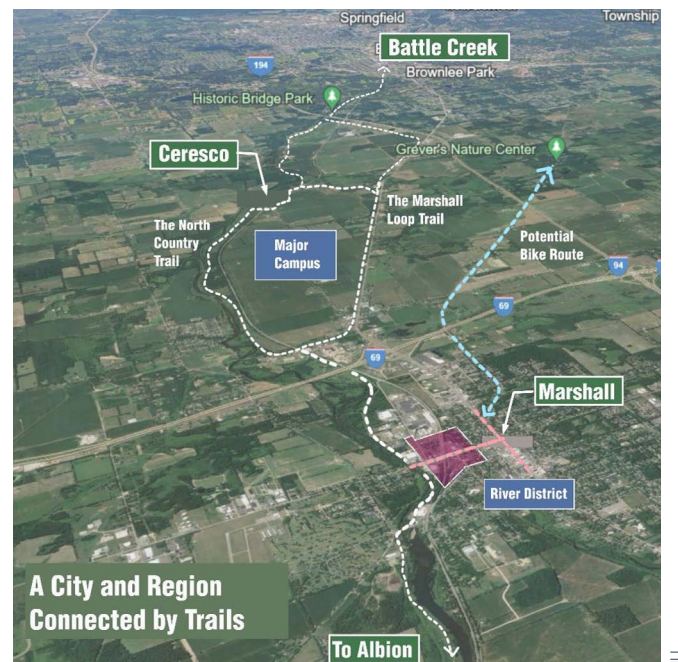 Springfield
Township
Battle Creek
194
Brownlee Park
Historic Bridge Park
Grever's Nature Center
Ceresco
The Marshall
Loop Trail
The North
Country
Trail
Major
Campus
Potential
Bike Route
94
69
69
Marshall
River District
A City and Region
Connected by Trails
To Albion